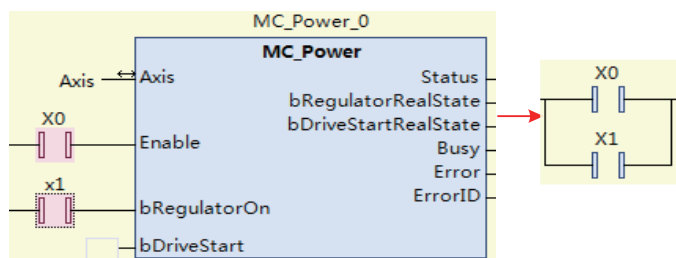 MC_Power_0
MC_Power
Axis Axis Status
bRegulatorRealState
X0 bDriveStartRealState
Enable Busy
Error
x1 ErrorID
bRegulatorOn
bDriveStart
X0
X1